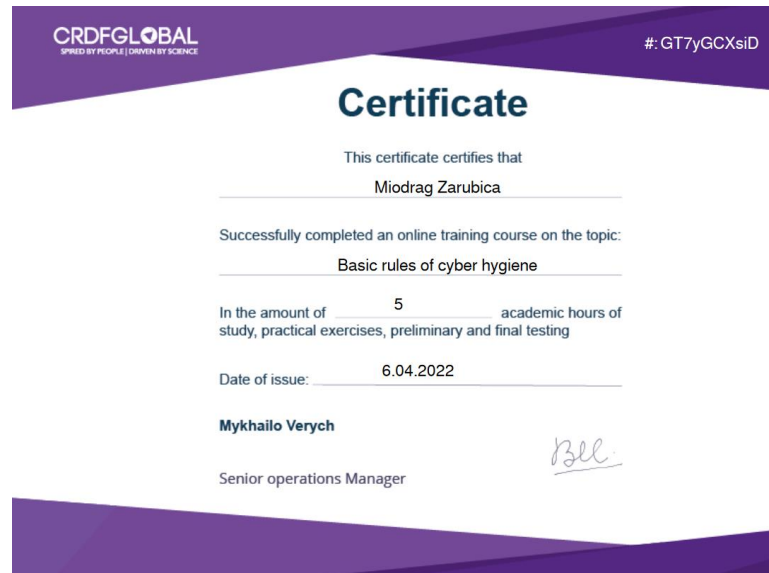 CRDFGLOBAL
SPIRED BY PEOPLE | DRIVEN BY SCIENCE
#: GT7yGCXsiD
Certificate
This certificate certifies that
Miodrag Zarubica
Successfully completed an online training course on the topic:
Basic rules of cyber hygiene
In the amount of 5 academic hours of
study, practical exercises, preliminary and final testing
Date of issue: 6.04.2022
Mykhailo Verych
Senior operations Manager